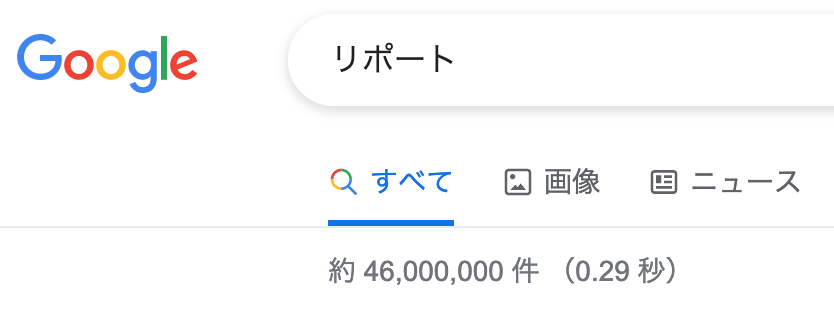 Google
リポート
すべて 画像 ニュース
約 46,000,000 件 （0.29 秒）